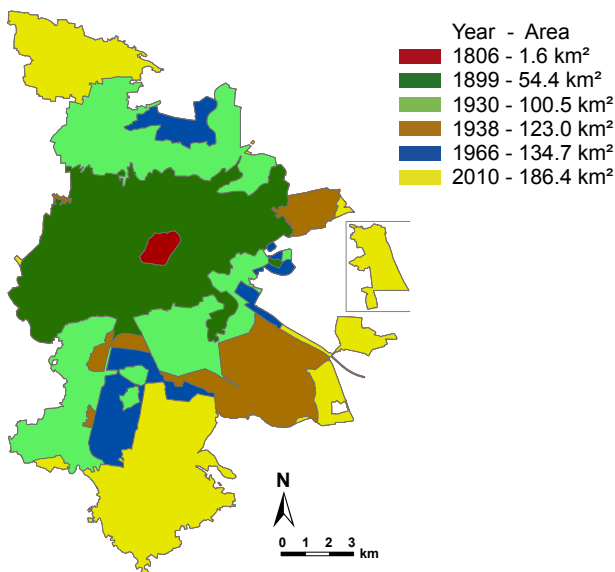 Year - Area
1806 - 1.6 km²
1899 - 54.4 km²
1930 - 100.5 km²
1938 - 123.0 km²
1966 - 134.7 km²
2010 - 186.4 km²
N
0 1 2 3
km